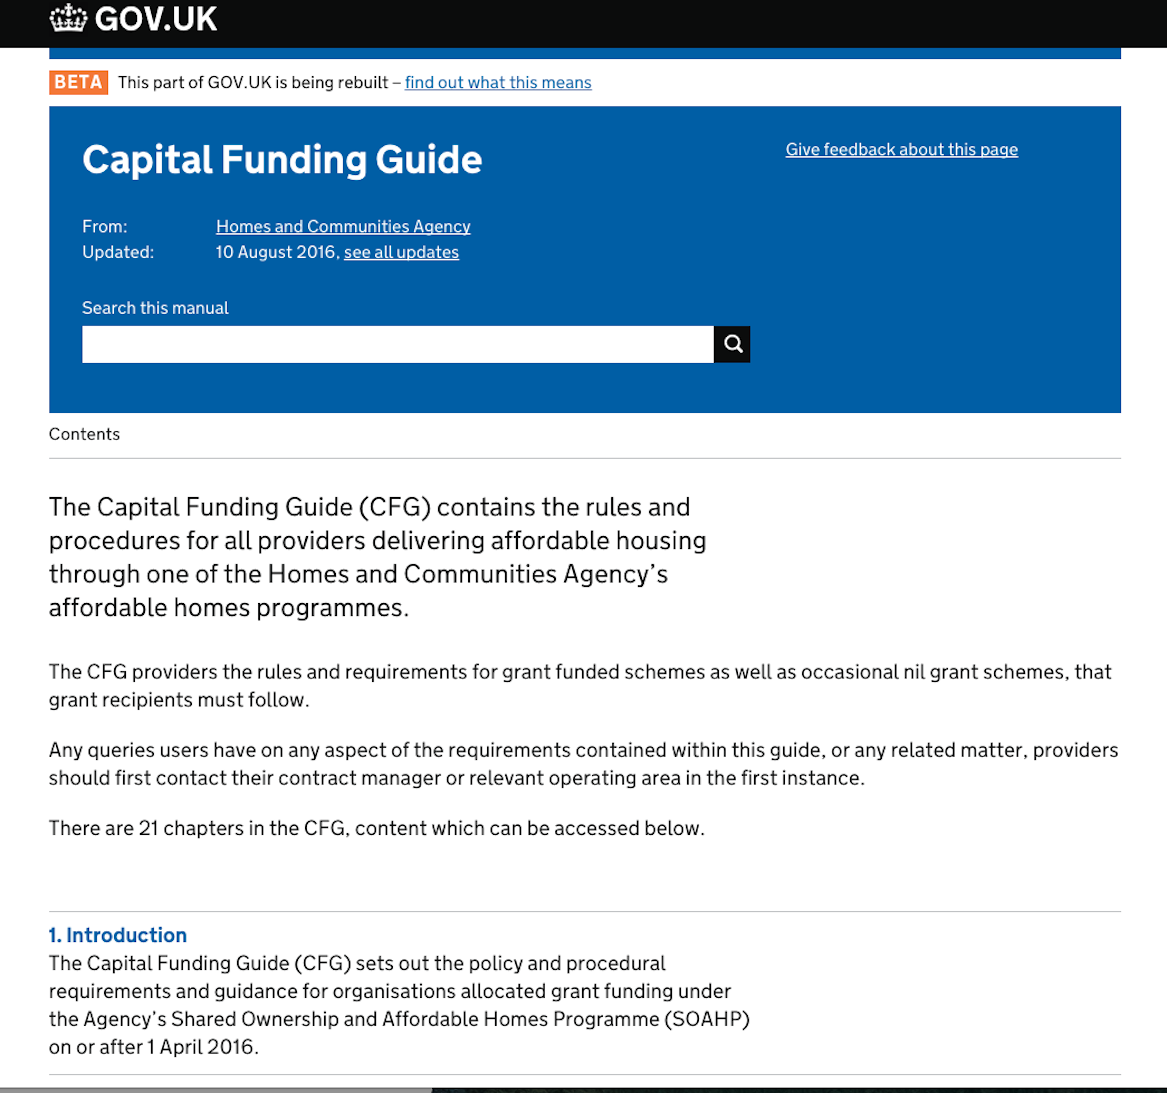 GOV.UK
BETA This part of GOV.UK is being rebuilt – find out what this means
Capital Funding Guide
Give feedback about this page
From: Homes and Communities Agency
Updated: 10 August 2016, see all updates
Search this manual
Contents
The Capital Funding Guide (CFG) contains the rules and
procedures for all providers delivering affordable housing
through one of the Homes and Communities Agency’s
affordable homes programmes.
The CFG providers the rules and requirements for grant funded schemes as well as occasional nil grant schemes, that
grant recipients must follow.
Any queries users have on any aspect of the requirements contained within this guide, or any related matter, providers
should first contact their contract manager or relevant operating area in the first instance.
There are 21 chapters in the CFG, content which can be accessed below.
1. Introduction
The Capital Funding Guide (CFG) sets out the policy and procedural
requirements and guidance for organisations allocated grant funding under
the Agency’s Shared Ownership and Affordable Homes Programme (SOAHP)
on or after 1 April 2016.